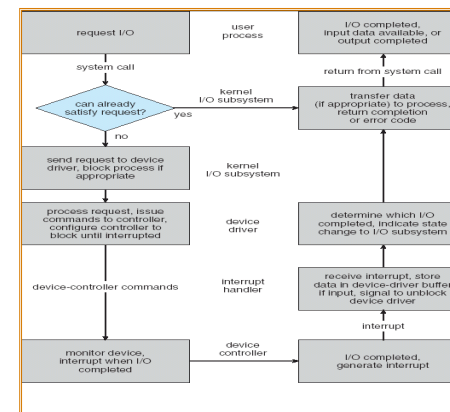 request I/O
user
process
I/O completed,
input data available, or
output completed
system call
return from system call
can already
satisfy request?
yes
no
kernel
I/O subsystem
transfer data
(if appropriate) to process,
return completion
or error code
send request to device
driver, block process if
appropriate
kernel
I/O subsystem
process request, issue
commands to controller,
configure controller to
block until interrupted
device
driver
determine which I/O
completed, indicate state
change to I/O subsystem
device-controller commands
interrupt
handler
receive interrupt, store
data in device-driver buffer
if input, signal to unblock
device driver
interrupt
monitor device,
interrupt when I/O
completed
device
controller
I/O completed,
generate interrupt